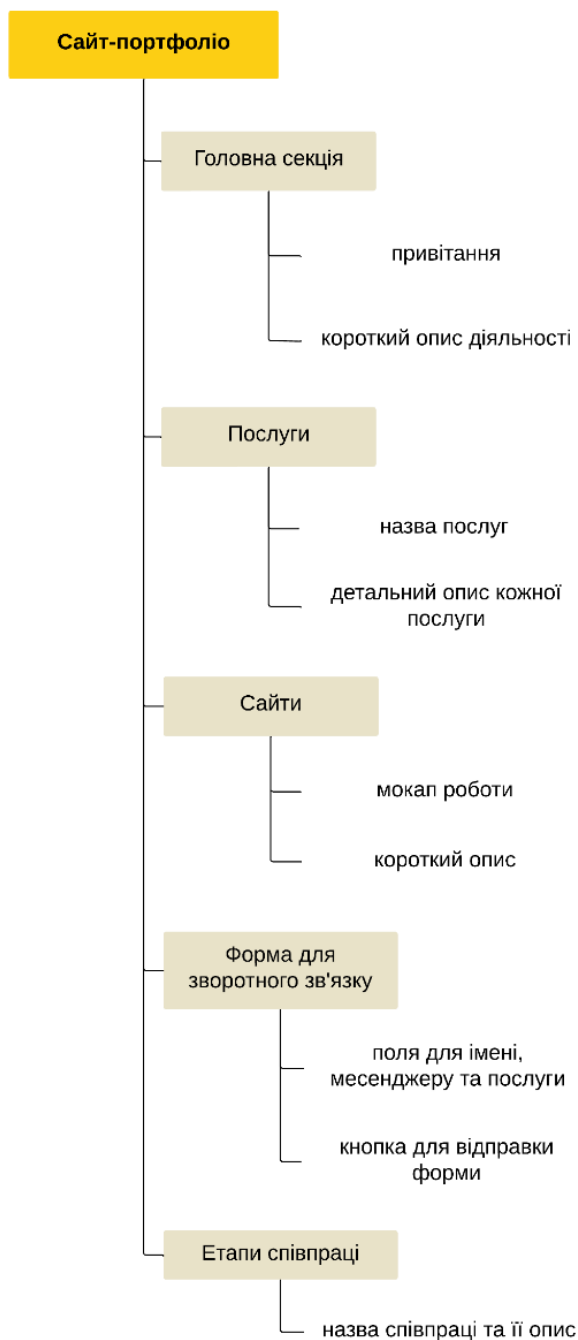 Сайт-портфоліо
Головна секція
привітання
короткий опис діяльності
Послуги
назва послуг
детальний опис кожної
послуги
Сайти
мокап роботи
короткий опис
Форма для
зворотного зв'язку
поля для імені,
месенджеру та послуги
кнопка для відправки
форми
Етапи співпраці
назва співпраці та її опис